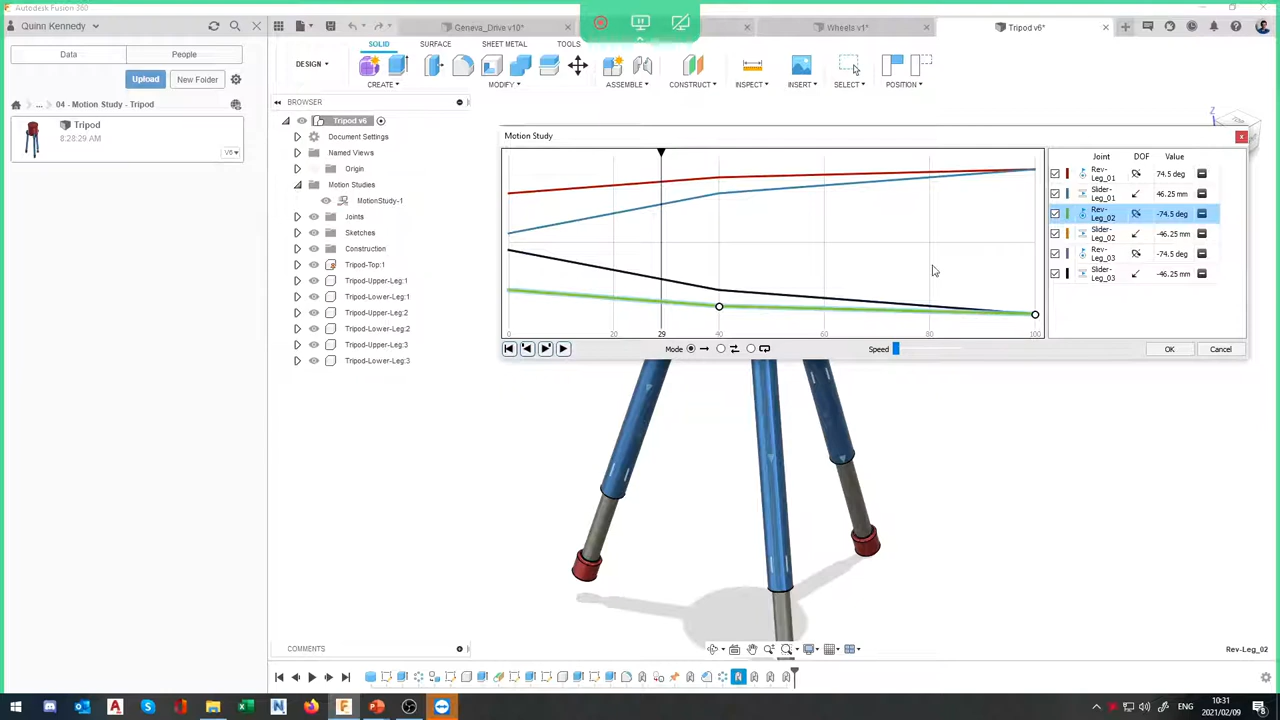 Autodesk Fusion 360
Quinn Kennedy
Geneva_Drive v10*
Wheels v1*
Tripod v6*
Data
People
Upload
New Folder
... 04 - Motion Study - Tripod
Tripod
8:28:29 AM
V6
DESIGN
SOLID
SURFACE
SHEET METAL
TOOLS
CREATE
MODIFY
ASSEMBLE
CONSTRUCT
INSPECT
INSERT
SELECT
POSITION
BROWSER
Tripod v6
Document Settings
Named Views
Origin
Motion Studies
MotionStudy-1
Joints
Sketches
Construction
Tripod-Top:1
Tripod-Upper-Leg:1
Tripod-Lower-Leg:1
Tripod-Upper-Leg:2
Tripod-Lower-Leg:2
Tripod-Upper-Leg:3
Tripod-Lower-Leg:3
Z
Motion Study
Joint DOF Value
Rev-Leg_01 74.5 deg
Slider-Leg_01 46.25 mm
Rev-Leg_02 -74.5 deg
Slider-Leg_02 -46.25 mm
Rev-Leg_03 -74.5 deg
Slider-Leg_03 -46.25 mm
0 20 29 40 60 80 100
Mode
Speed
OK
Cancel
COMMENTS
Rev-Leg_02
10:31
2021/02/09